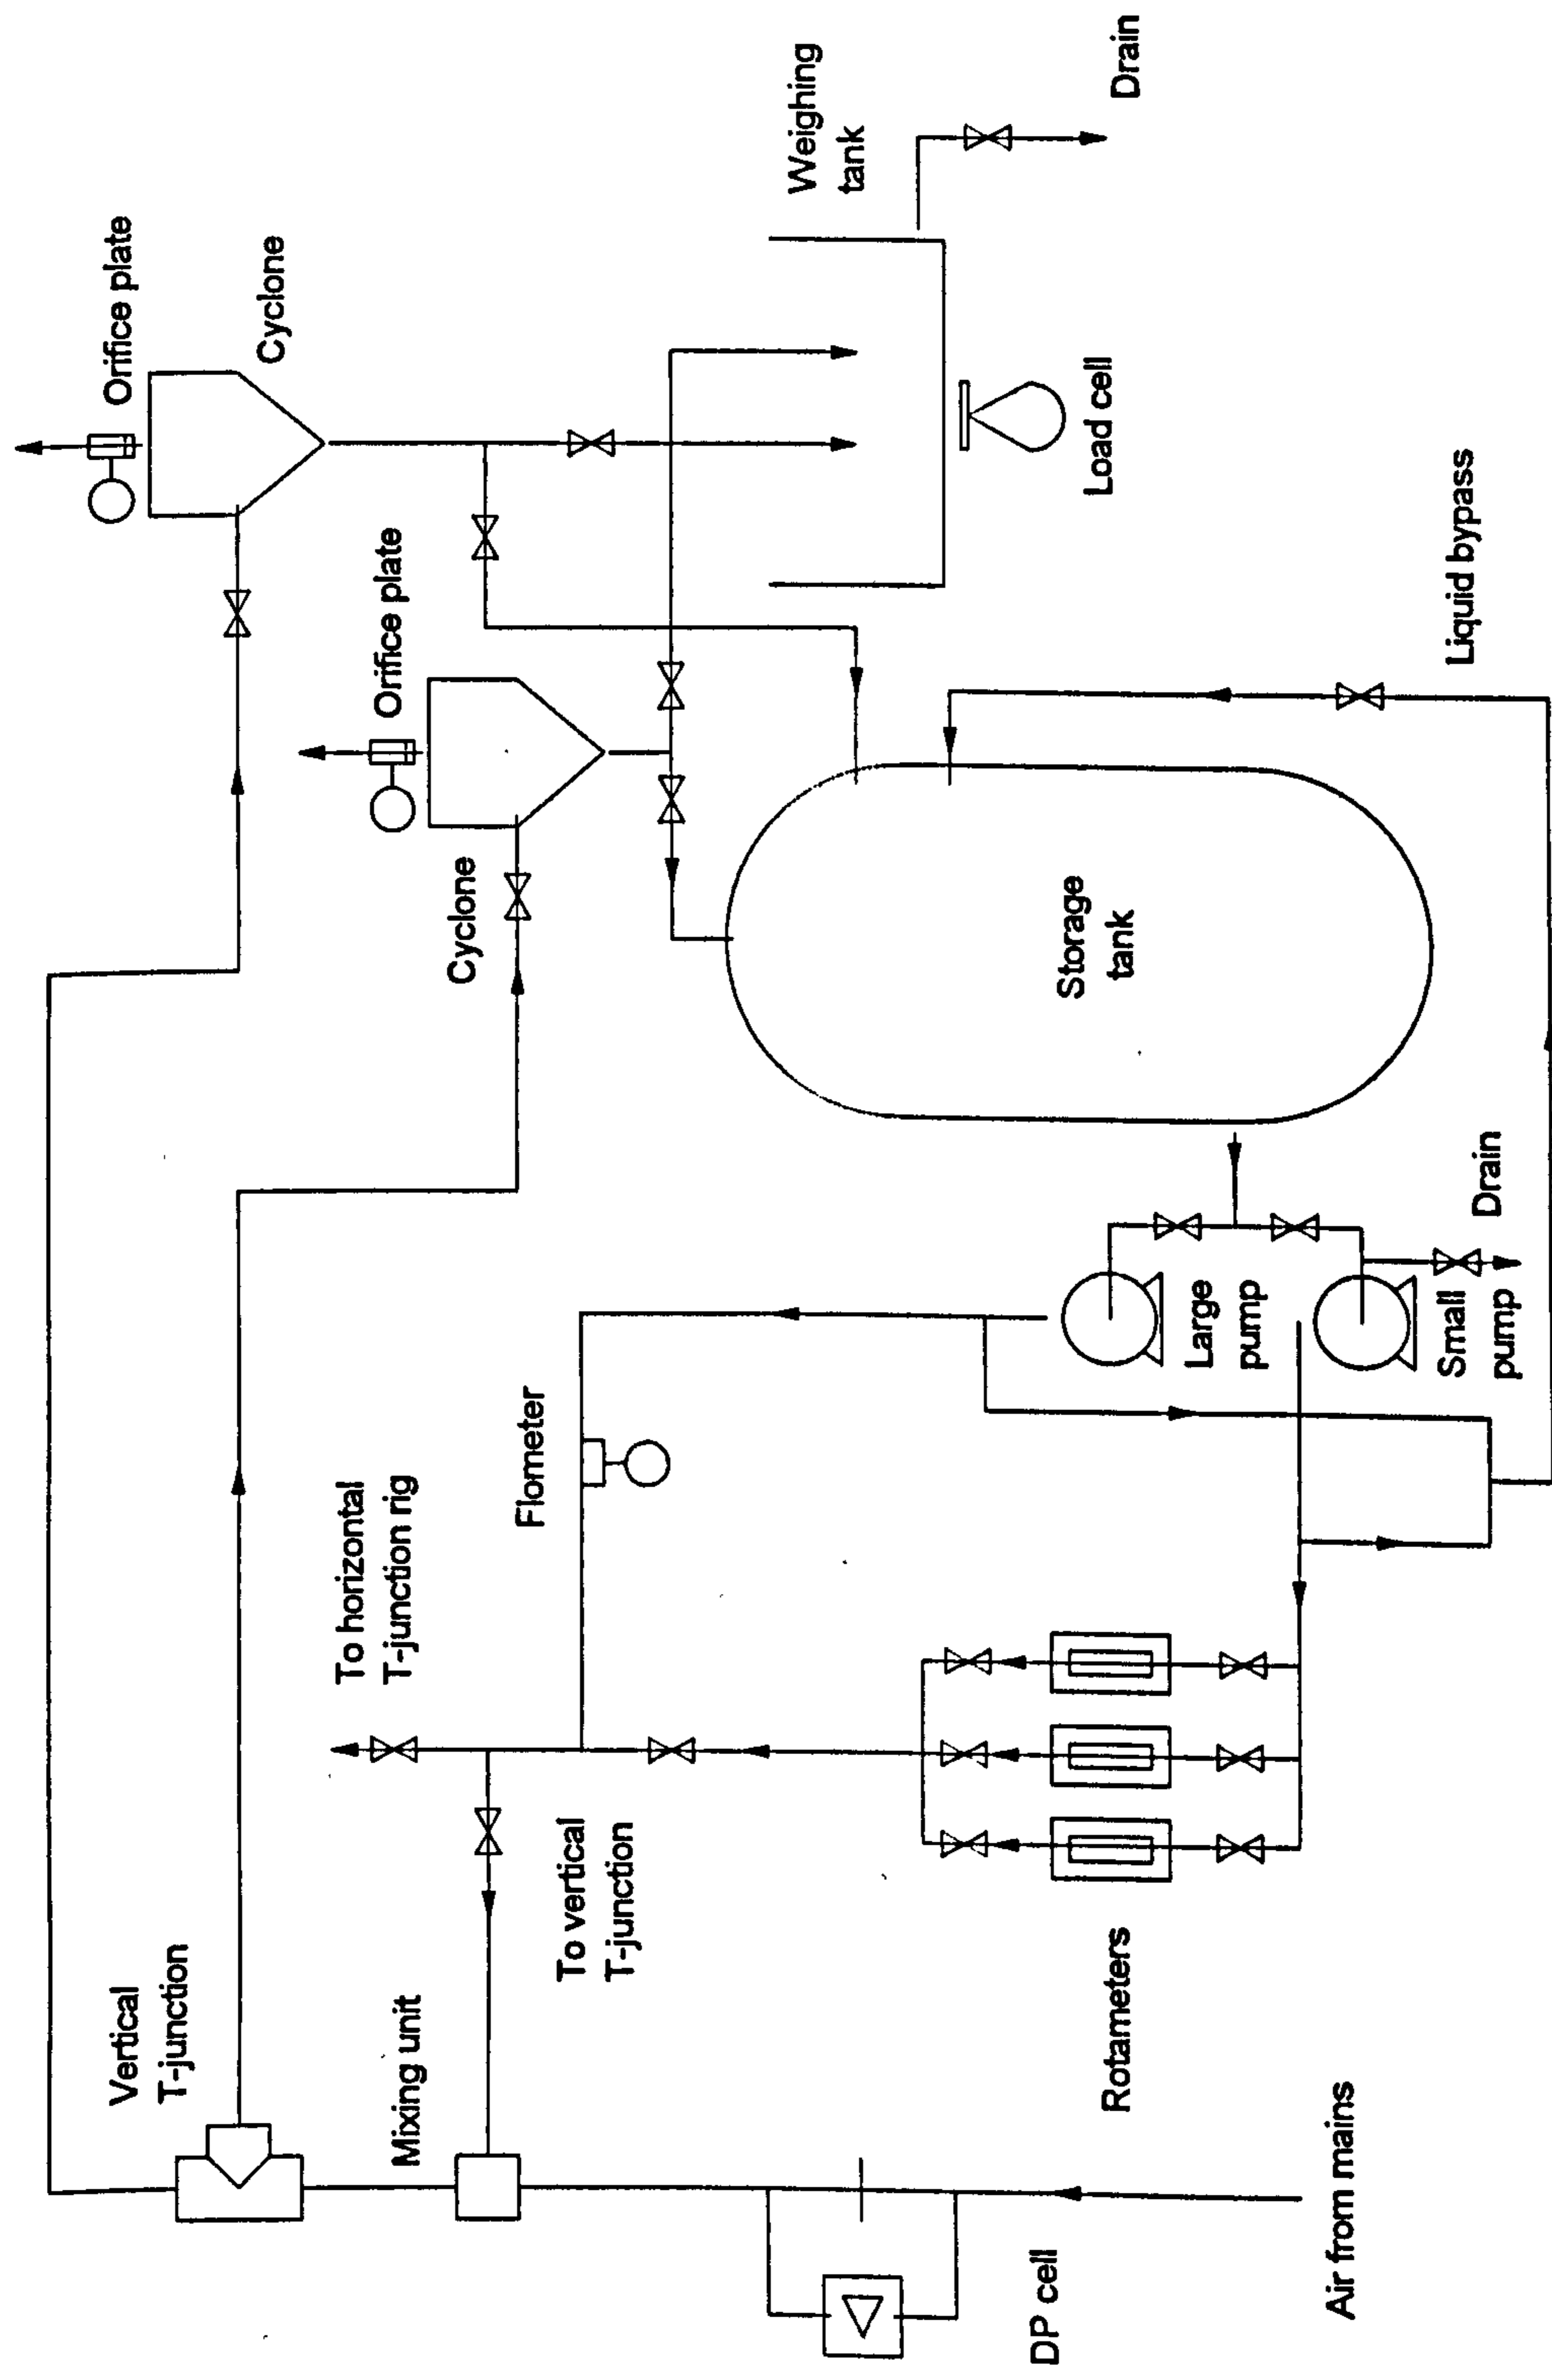 Orifice plate
Cyclone
Vertical
T-junction
Orifice plate
To horizontal
T-junction rig
Cyclone
Mixing unit
Flometer
To vertical
T-junction
Weighing
tank
Drain
Load cell
Storage
tank
DP cell
Rotameters
Large
pump
Air from mains
Small
pump
Drain
Liquid bypass